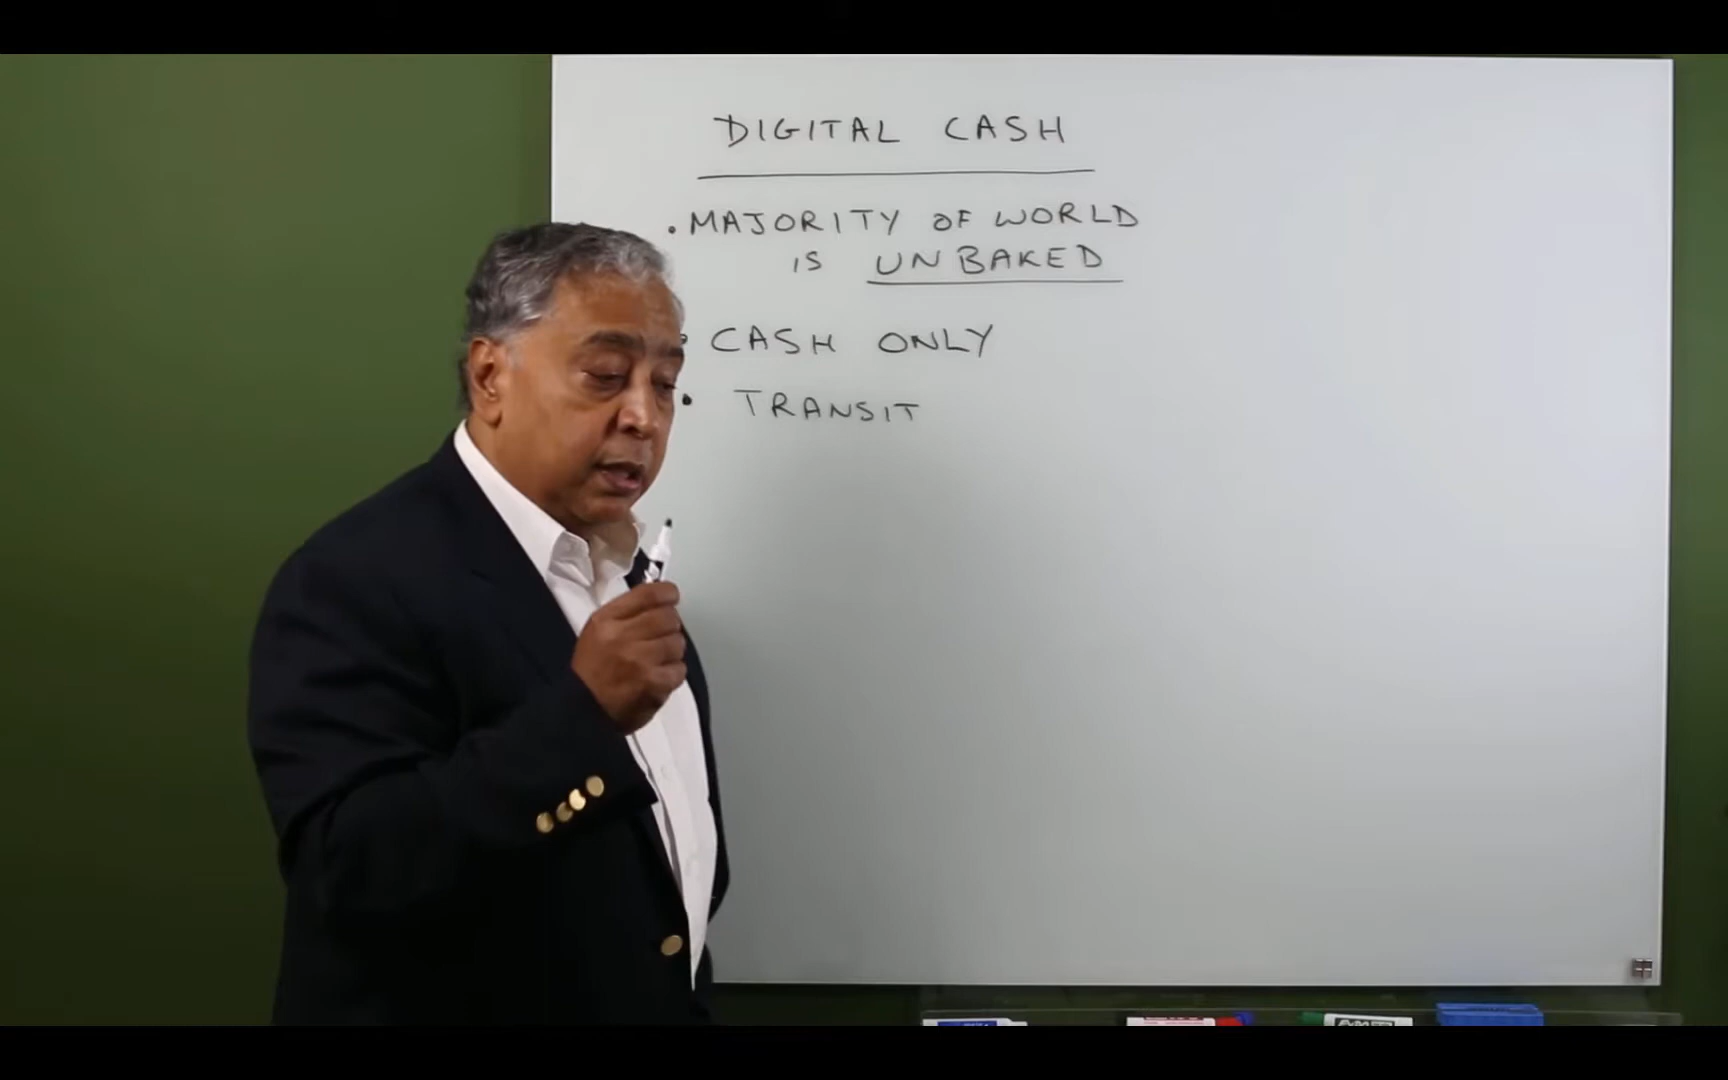 DIGITAL CASH
• MAJORITY OF WORLD
IS UNBAKED
• CASH ONLY
• TRANSIT